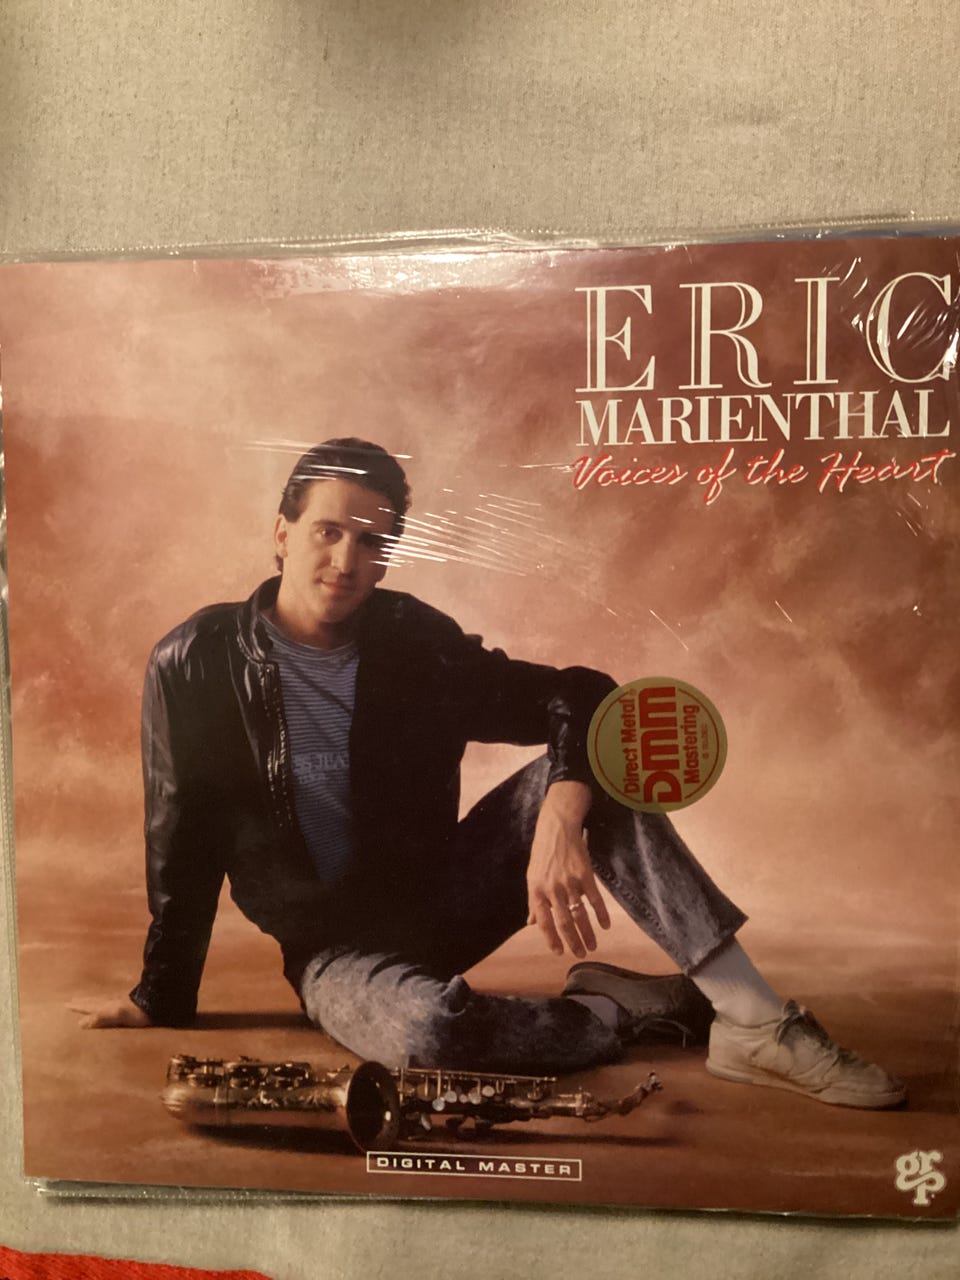 ERIC
MARIENTHAL
Voices of the Heart
Direct Metal
DMM
Mastering
DIGITAL MASTER
grp